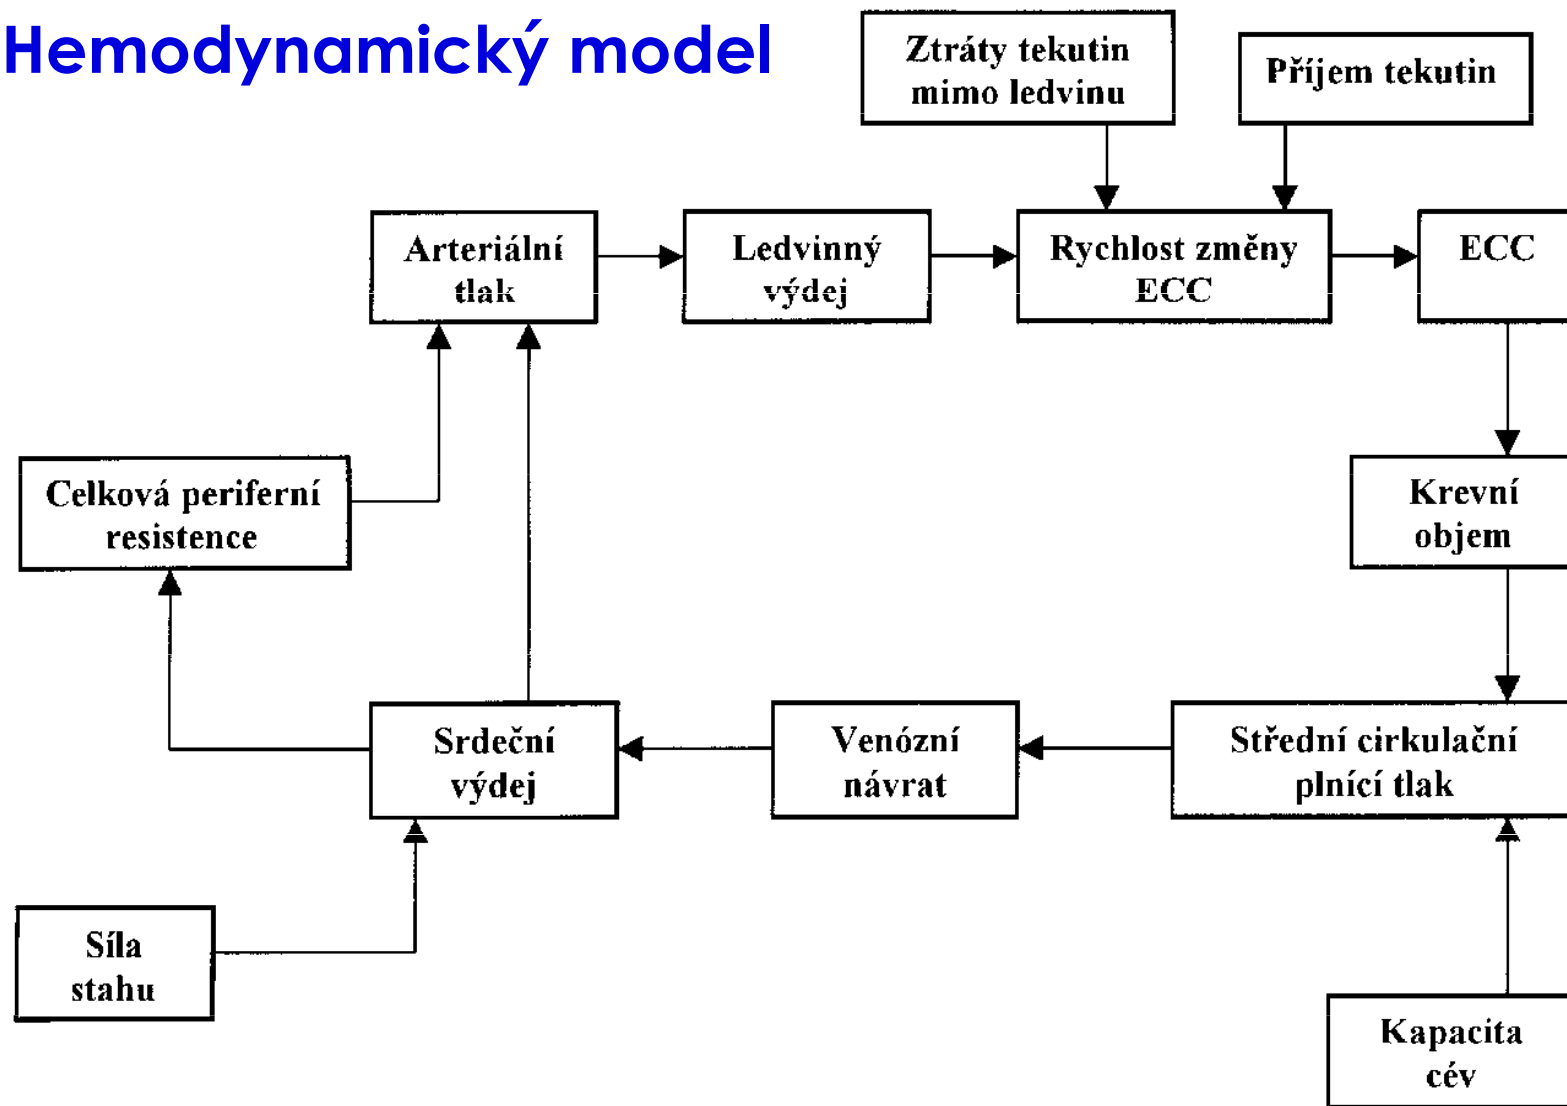 Hemodynamický model
Ztráty tekutin
mimo ledvinu
Příjem tekutin
Arteriální
tlak
Ledvinný
výdej
Rychlost změny
ECC
ECC
Celková periferní
resistence
Krevní
objem
Srdeční
výdej
Venózní
návrat
Střední cirkulační
plnící tlak
Síla
stahu
Kapacita
cév